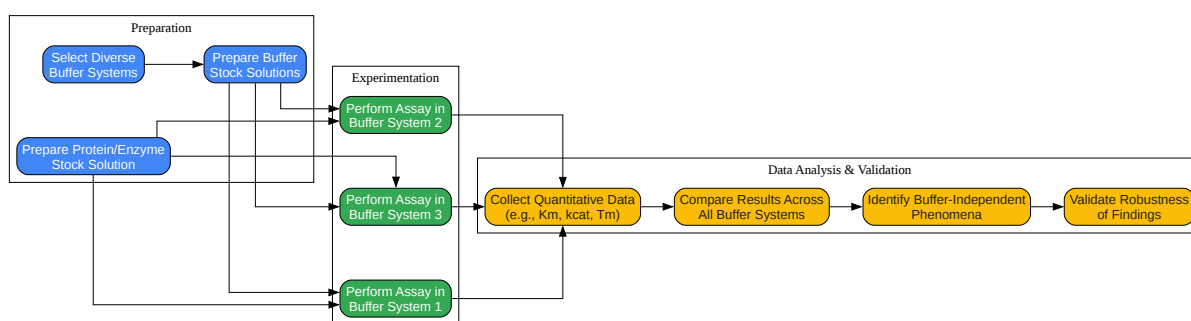 Preparation
Select Diverse
Buffer Systems
Prepare Buffer
Stock Solutions
Prepare Protein/Enzyme
Stock Solution
Experimentation
Perform Assay in
Buffer System 2
Perform Assay in
Buffer System 3
Perform Assay in
Buffer System 1
Data Analysis & Validation
Collect Quantitative Data
(e.g., Km, kcat, Tm)
Compare Results Across
All Buffer Systems
Identify Buffer-Independent
Phenomena
Validate Robustness
of Findings